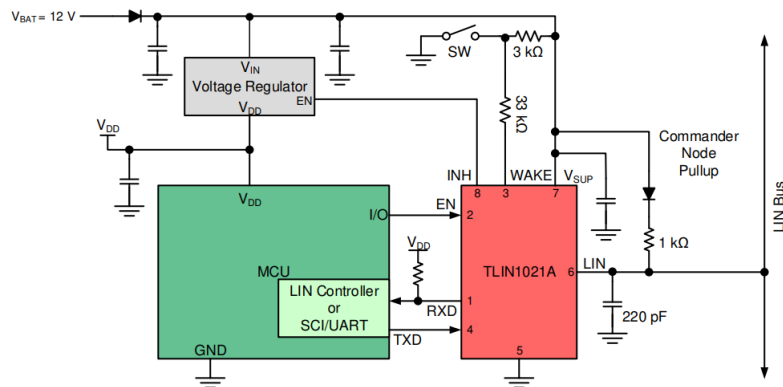 V_BAT = 12 V
SW
3 kΩ
V_IN
Voltage Regulator
EN
V_DD
33 kΩ
V_DD
Commander
Node
Pullup
LIN Bus
INH
WAKE
V_SUP
8
3
7
V_DD
I/O
EN
2
V_DD
1 kΩ
MCU
TLIN1021A
LIN
6
LIN Controller
or
SCI/UART
1
RXD
4
TXD
220 pF
GND
5